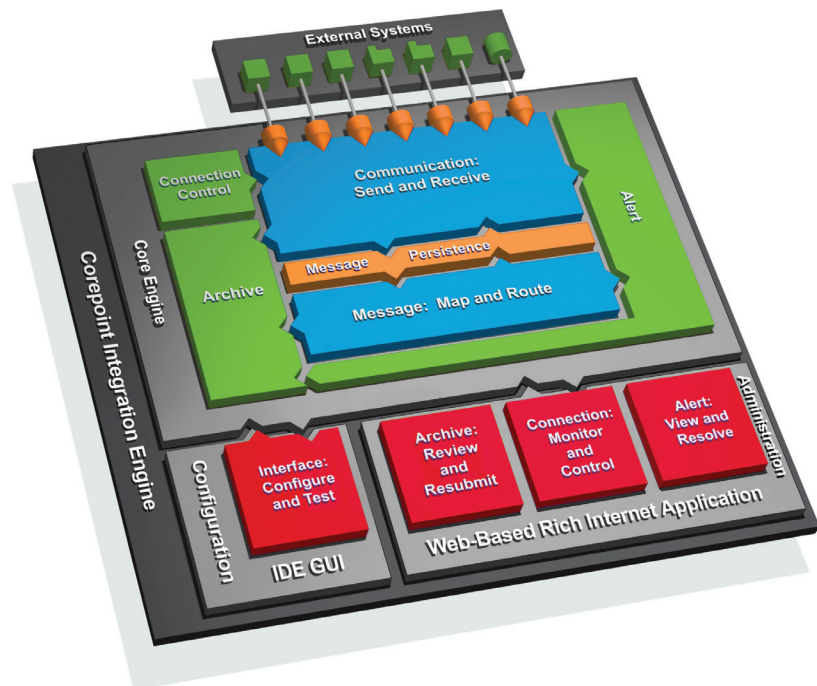 External Systems
Connection
Control
Communication:
Send and Receive
Alert
Core Engine
Archive
Message Persistence
Message: Map and Route
Corepoint Integration Engine
Configuration
Interface:
Configure
and Test
IDE GUI
Archive:
Review
and
Resubmit
Connection:
Monitor
and
Control
Alert:
View and
Resolve
Administration
Web-Based Rich Internet Application